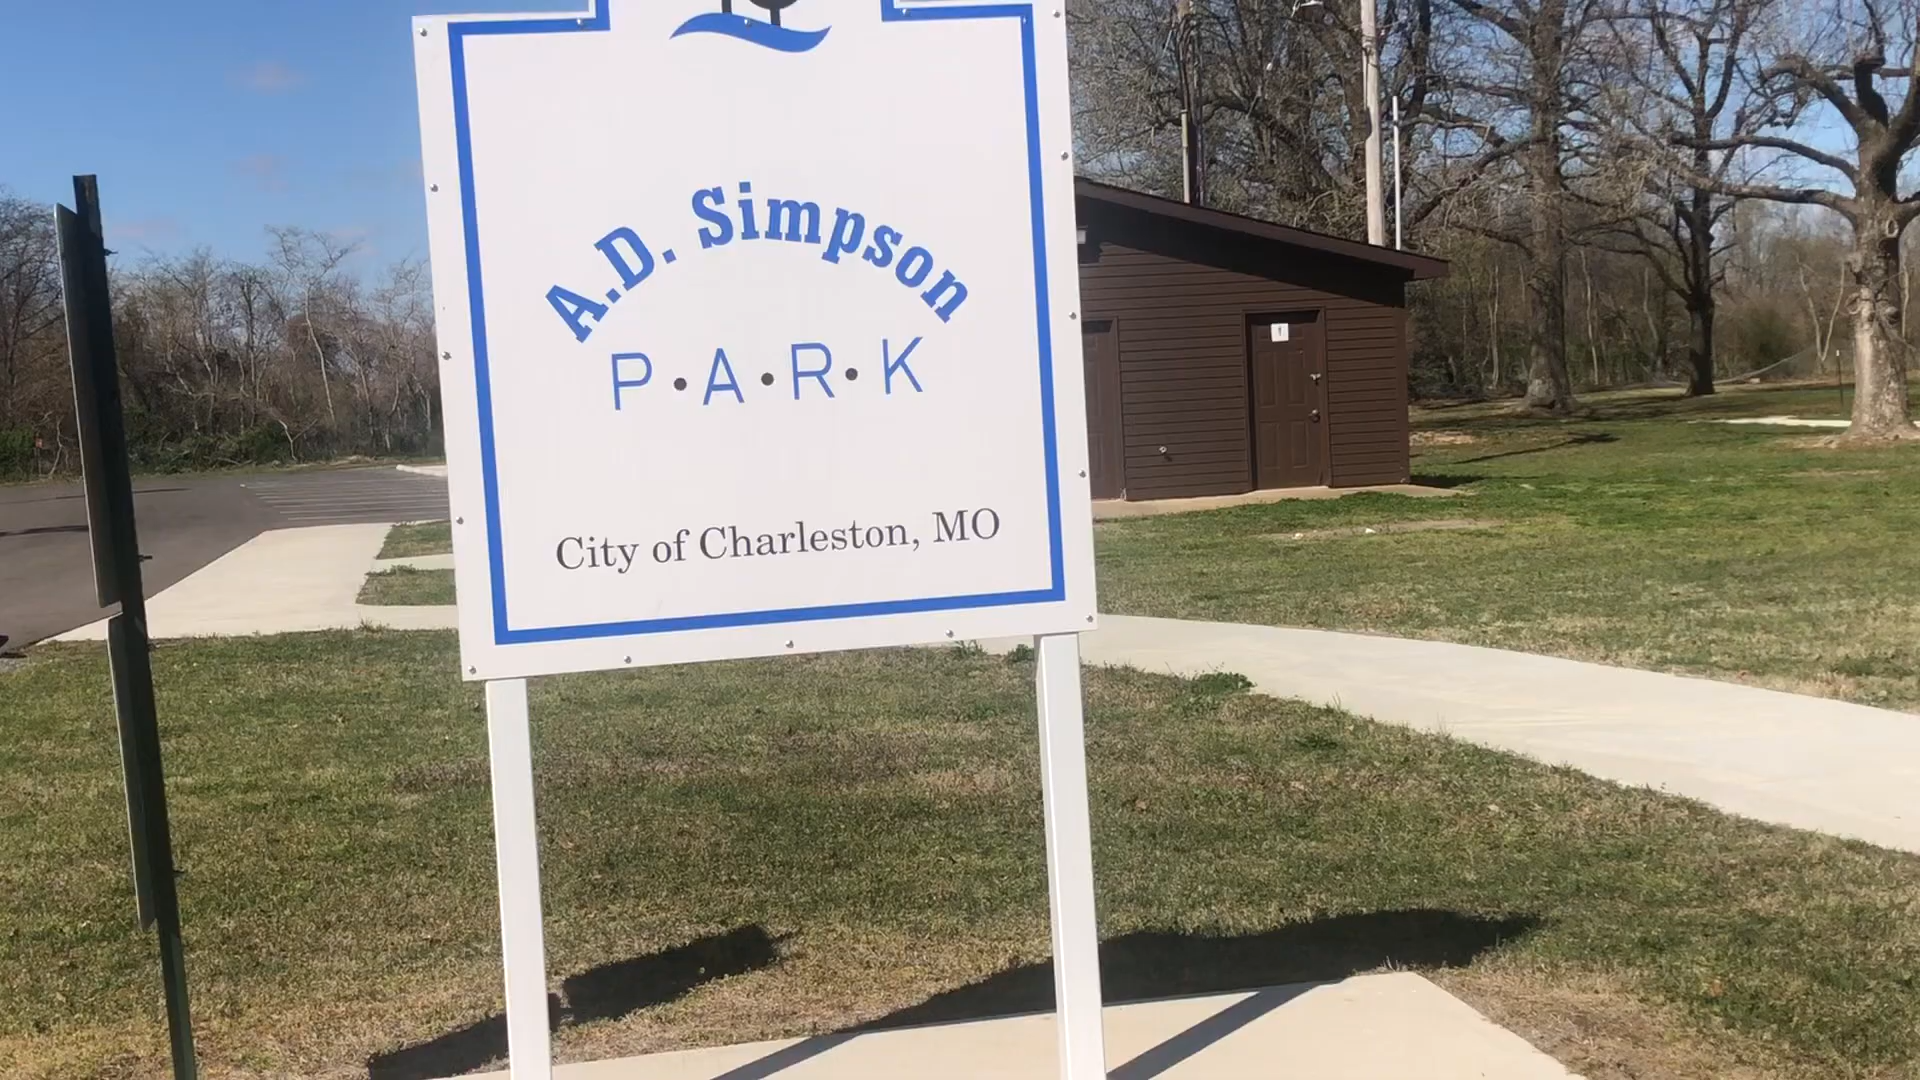 A.D. Simpson
P•A•R•K
City of Charleston, MO